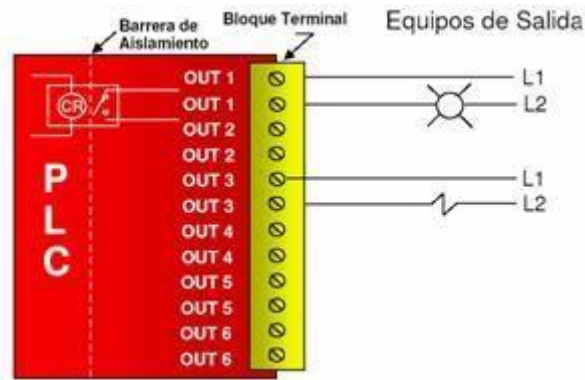 Barrera de
Aislamiento
Bloque Terminal
Equipos de Salida
OUT 1
L1
CR
OUT 1
L2
OUT 2
OUT 2
OUT 3
L1
OUT 3
L2
OUT 4
OUT 4
OUT 5
OUT 5
OUT 6
OUT 6
P
L
C